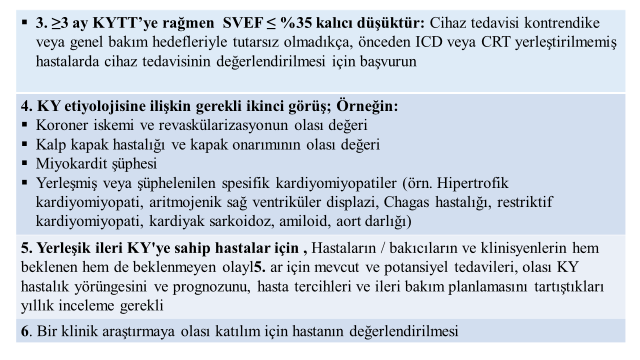 ▪ 3. ≥3 ay KYTT’ye rağmen SVEF ≤ %35 kalıcı düşüktür: Cihaz tedavisi kontrendike
veya genel bakım hedefleriyle tutarsız olmadıkça, önceden ICD veya CRT yerleştirilmemiş
hastalarda cihaz tedavisinin değerlendirilmesi için başvurun
4. KY etiyolojisine ilişkin gerekli ikinci görüş; Örneğin:
▪ Koroner iskemi ve revaskülarizasyonun olası değeri
▪ Kalp kapak hastalığı ve kapak onarımının olası değeri
▪ Miyokardit şüphesi
▪ Yerleşmiş veya şüphelenilen spesifik kardiyomiyopatiler (örn. Hipertrofik
kardiyomiyopati, aritmojenik sağ ventriküler displazi, Chagas hastalığı, restriktif
kardiyomiyopati, kardiyak sarkoidoz, amiloid, aort darlığı)
5. Yerleşik ileri KY'ye sahip hastalar için , Hastaların / bakıcıların ve klinisyenlerin hem
beklenen hem de beklenmeyen olayl5. ar için mevcut ve potansiyel tedavileri, olası KY
hastalık yörüngesini ve prognozunu, hasta tercihleri ve ileri bakım planlamasını tartıştıkları
yıllık inceleme gerekli
6. Bir klinik araştırmaya olası katılım için hastanın değerlendirilmesi